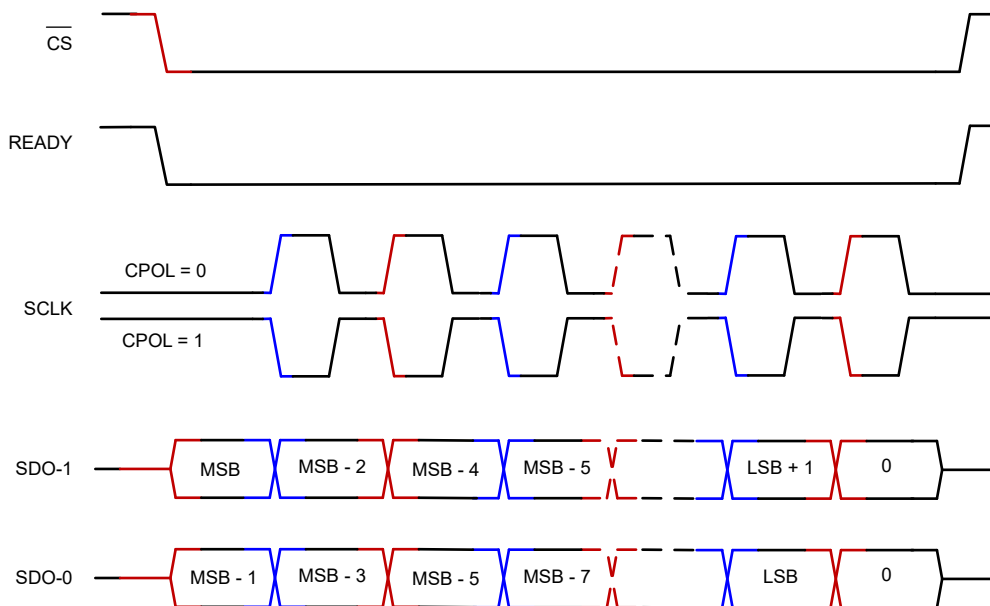 CS
READY
CPOL = 0
SCLK
CPOL = 1
SDO-1 MSB MSB - 2 MSB - 4 MSB - 5 LSB + 1 0
SDO-0 MSB - 1 MSB - 3 MSB - 5 MSB - 7 LSB 0